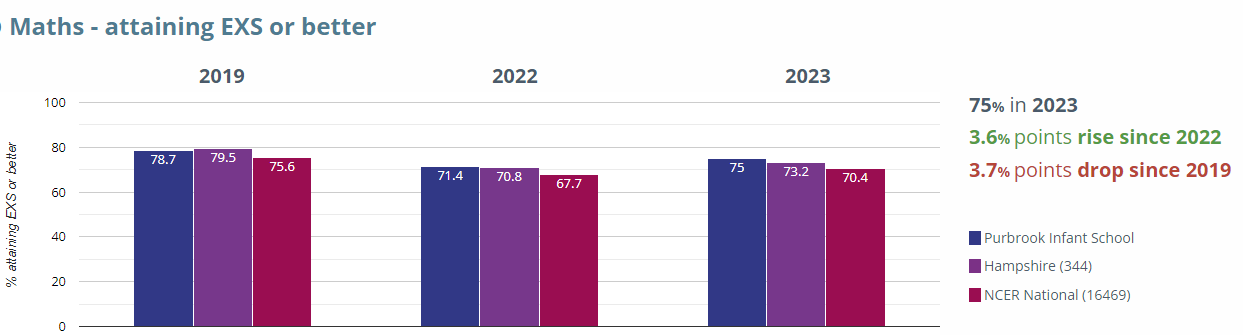 Maths - attaining EXS or better
2019 2022 2023
100
80
60
40
20
0
% attaining EXS or better
78.7 79.5 75.6
71.4 70.8 67.7
75 73.2 70.4
75% in 2023
3.6% points rise since 2022
3.7% points drop since 2019
Purbrook Infant School
Hampshire (344)
NCER National (16469)